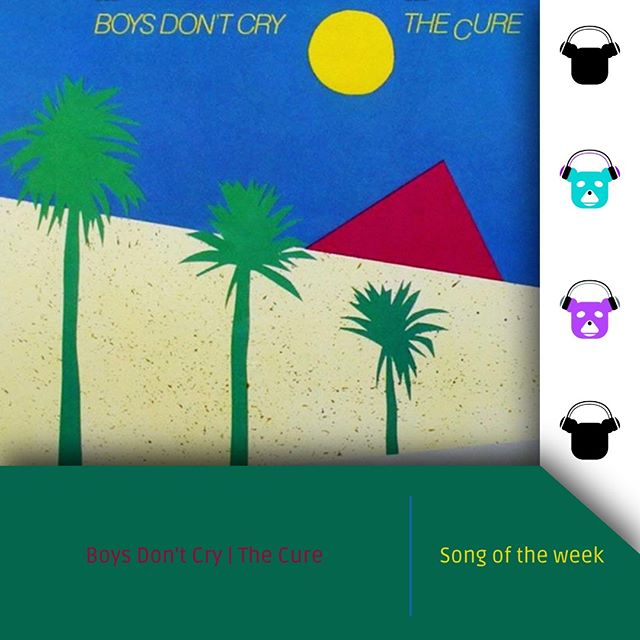 BOYS DON'T CRY THE CURE
Boys Don't Cry | The Cure
Song of the week